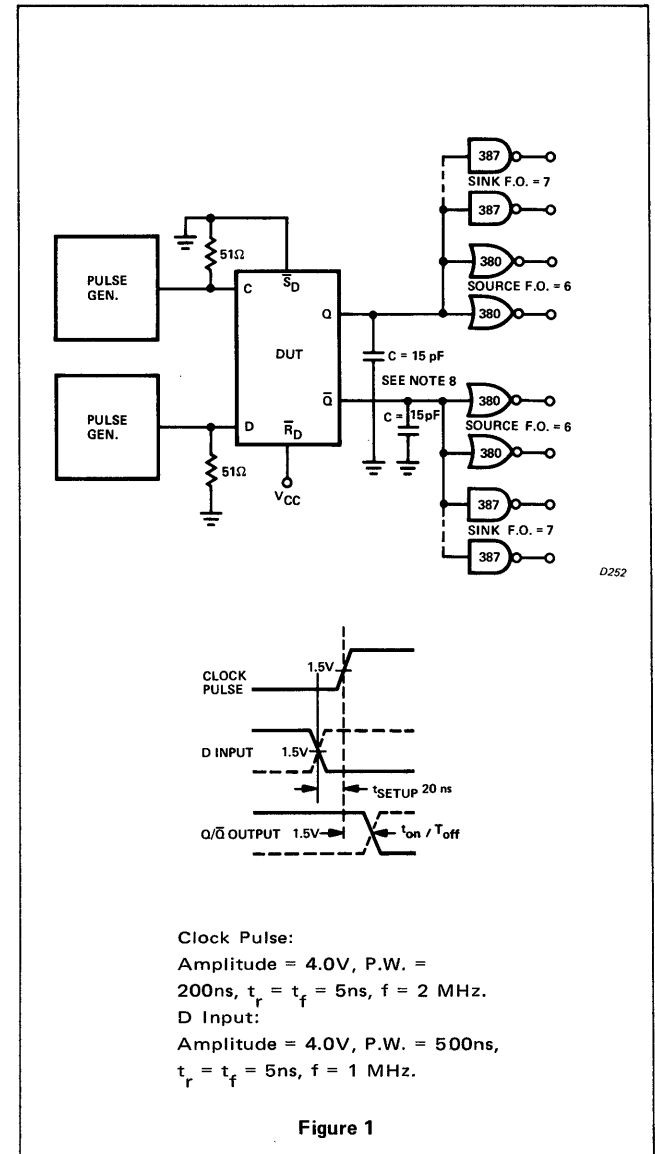 387
SINK F.O. = 7
387
51Ω
380
PULSE
GEN.
C
S̅D
SOURCE F.O. = 6
Q
380
DUT
C = 15 pF
SEE NOTE 8
Q̅
380
PULSE
GEN.
C = 15pF
SOURCE F.O. = 6
D
R̅D
380
51Ω
VCC
387
SINK F.O. = 7
387
D252
1.5V
CLOCK
PULSE
D INPUT 1.5V
tSETUP 20 ns
Q/Q̅ OUTPUT 1.5V ton / Toff
Clock Pulse:
Amplitude = 4.0V, P.W. =
200ns, tr = tf = 5ns, f = 2 MHz.
D Input:
Amplitude = 4.0V, P.W. = 500ns,
tr = tf = 5ns, f = 1 MHz.
Figure 1